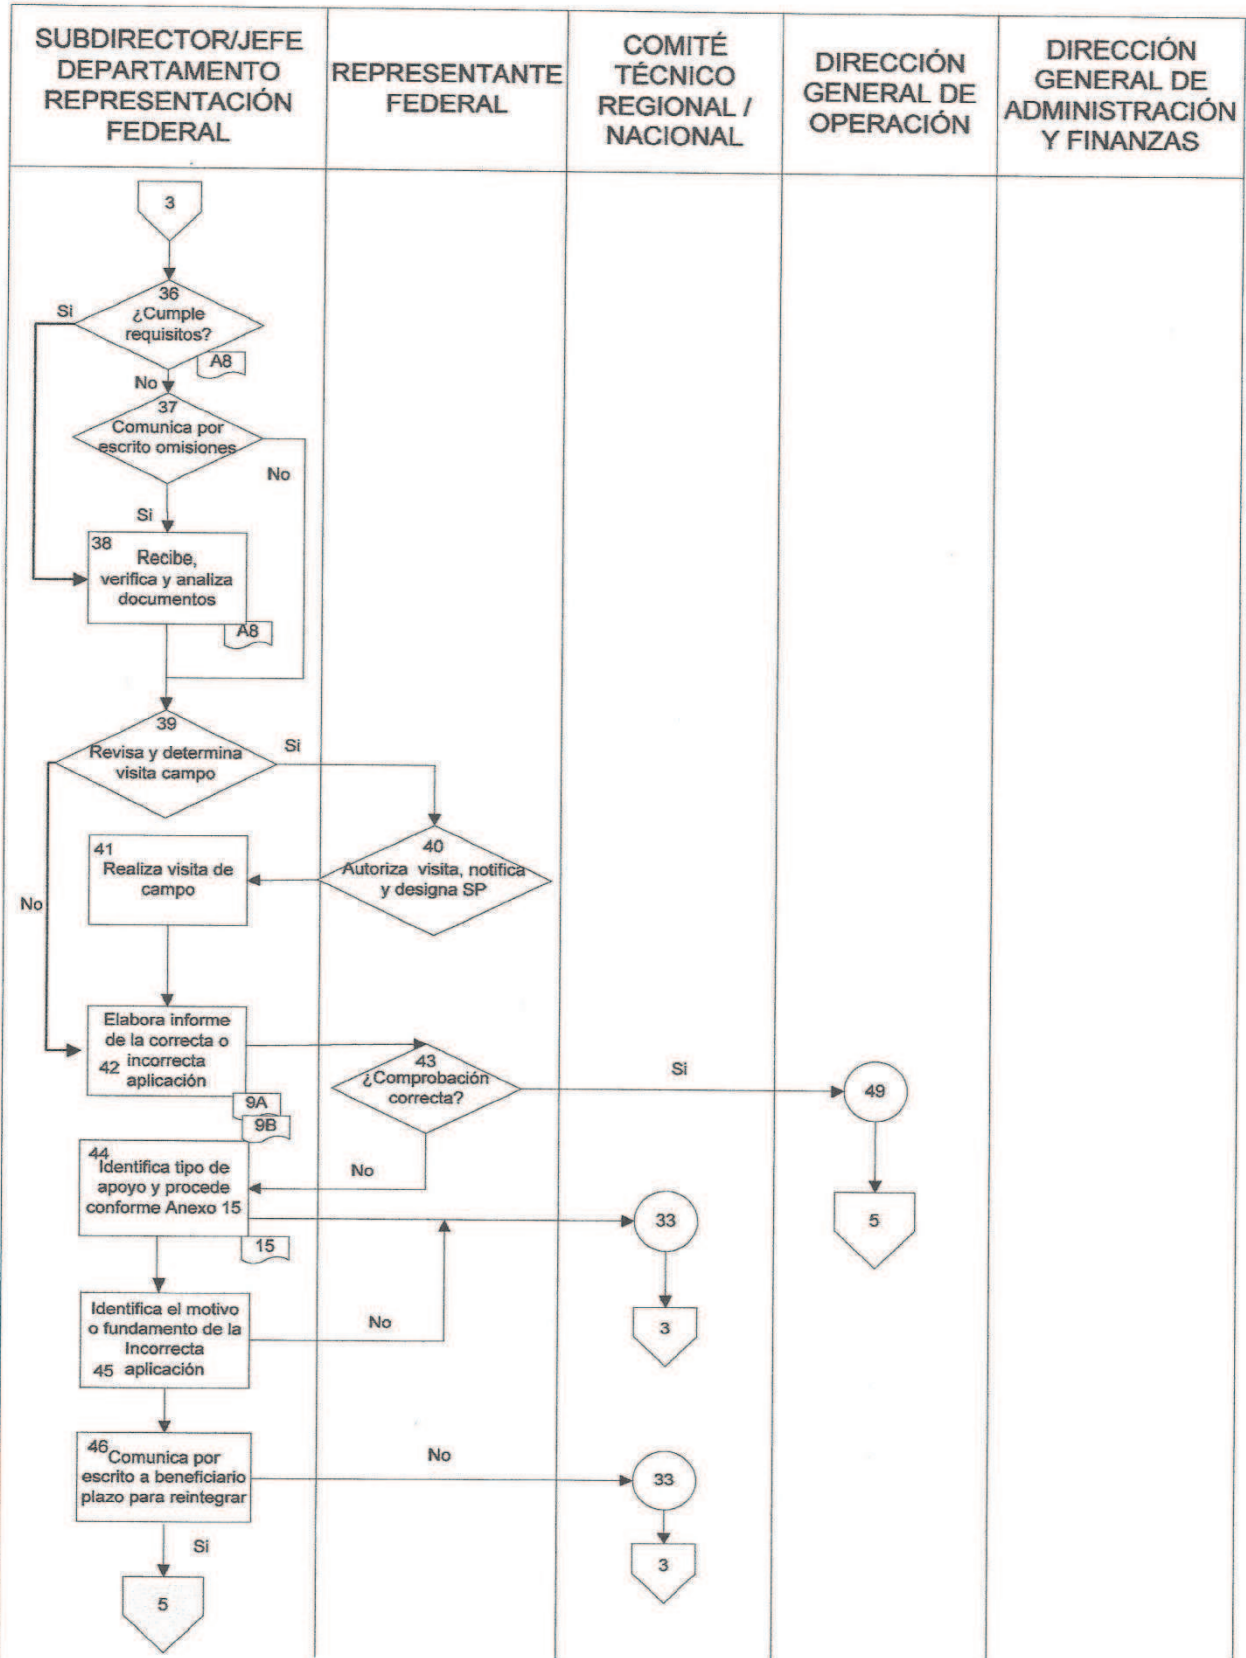 SUBDIRECTOR/JEFE
DEPARTAMENTO
REPRESENTACIÓN
FEDERAL
REPRESENTANTE
FEDERAL
COMITÉ
TÉCNICO
REGIONAL /
NACIONAL
DIRECCIÓN
GENERAL DE
OPERACIÓN
DIRECCIÓN
GENERAL DE
ADMINISTRACIÓN
Y FINANZAS
3
36
¿Cumple
requisitos?
Si
A8
No
37
Comunica por
escrito omisiones
No
Si
38
Recibe,
verifica y analiza
documentos
A8
39
Revisa y determina
visita campo
Si
No
40
Autoriza visita, notifica
y designa SP
41
Realiza visita de
campo
Elabora informe
de la correcta o
incorrecta
42 aplicación
9A
9B
43
¿Comprobación
correcta?
Si
49
5
No
44
Identifica tipo de
apoyo y procede
conforme Anexo 15
15
33
3
Identifica el motivo
o fundamento de la
Incorrecta
45 aplicación
No
46
Comunica por
escrito a beneficiario
plazo para reintegrar
No
33
3
Si
5